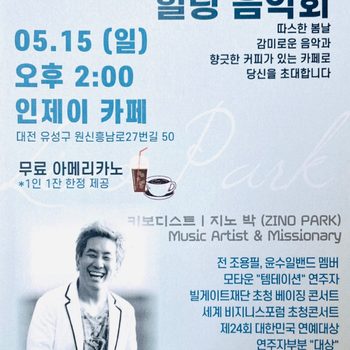 힐링 음악회
05.15 (일)
오후 2:00
인제이 카페
대전 유성구 원신흥남로27번길 50
따스한 봄날
감미로운 음악과
향긋한 커피가 있는 카페로
당신을 초대합니다
Park
무료 아메리카노
*1인 1잔 한정 제공
키보디스트 | 지노 박 (ZINO PARK)
Music Artist & Missionary
전 조용필, 윤수일밴드 멤버
모타운 "템테이션" 연주자
빌게이트재단 초청 베이징 콘서트
세계 비지니스포럼 초청콘서트
제24회 대한민국 연예대상
연주자부분 "대상"